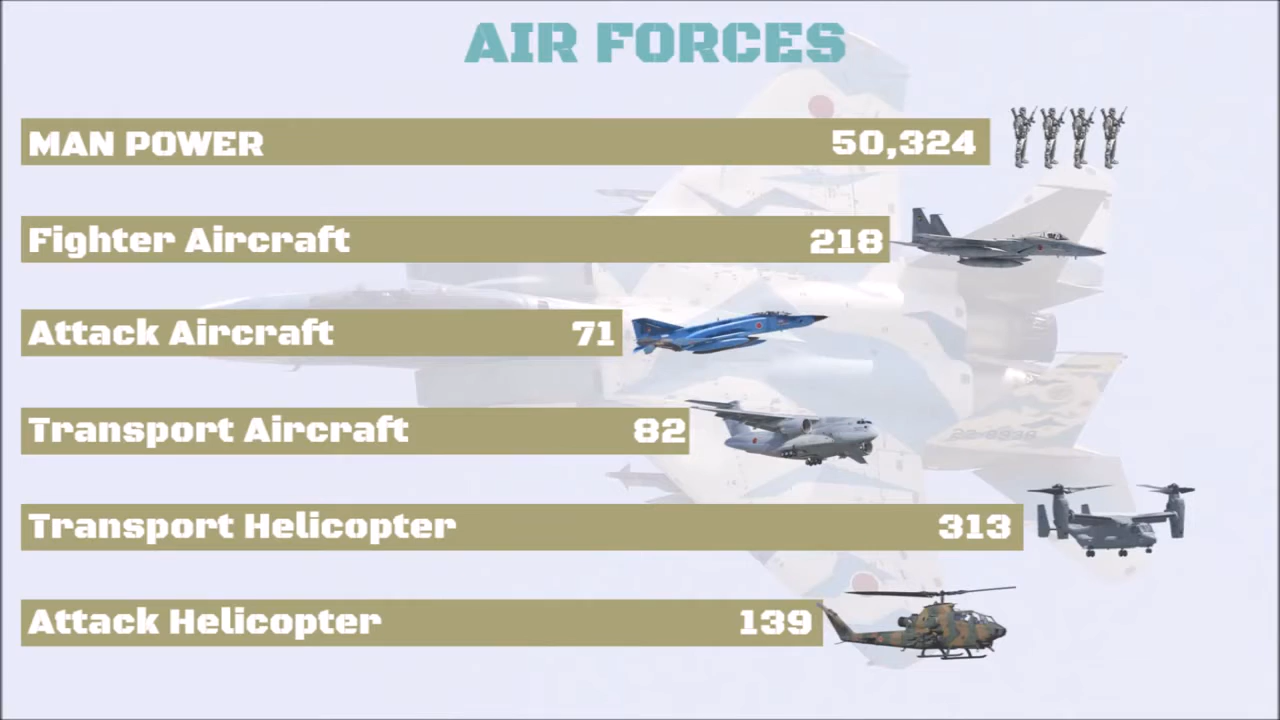 AIR FORCES
MAN POWER 50,324
Fighter Aircraft 218
Attack Aircraft 71
Transport Aircraft 82
Transport Helicopter 313
Attack Helicopter 139